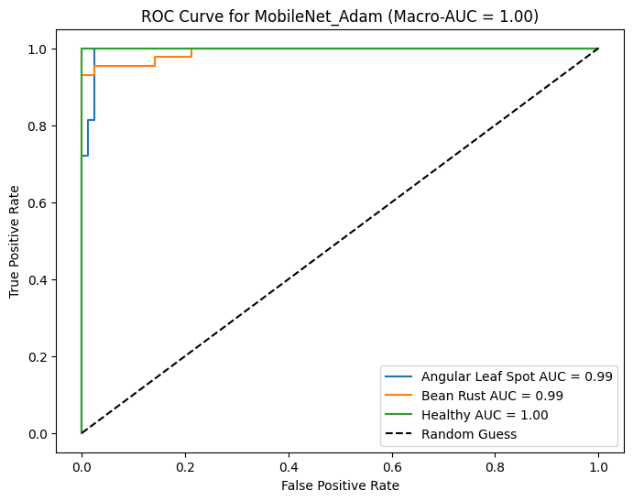 ROC Curve for MobileNet_Adam (Macro-AUC = 1.00)
True Positive Rate
1.0
0.8
0.6
0.4
0.2
0.0
Angular Leaf Spot AUC = 0.99
Bean Rust AUC = 0.99
Healthy AUC = 1.00
Random Guess
0.0 0.2 0.4 0.6 0.8 1.0
False Positive Rate